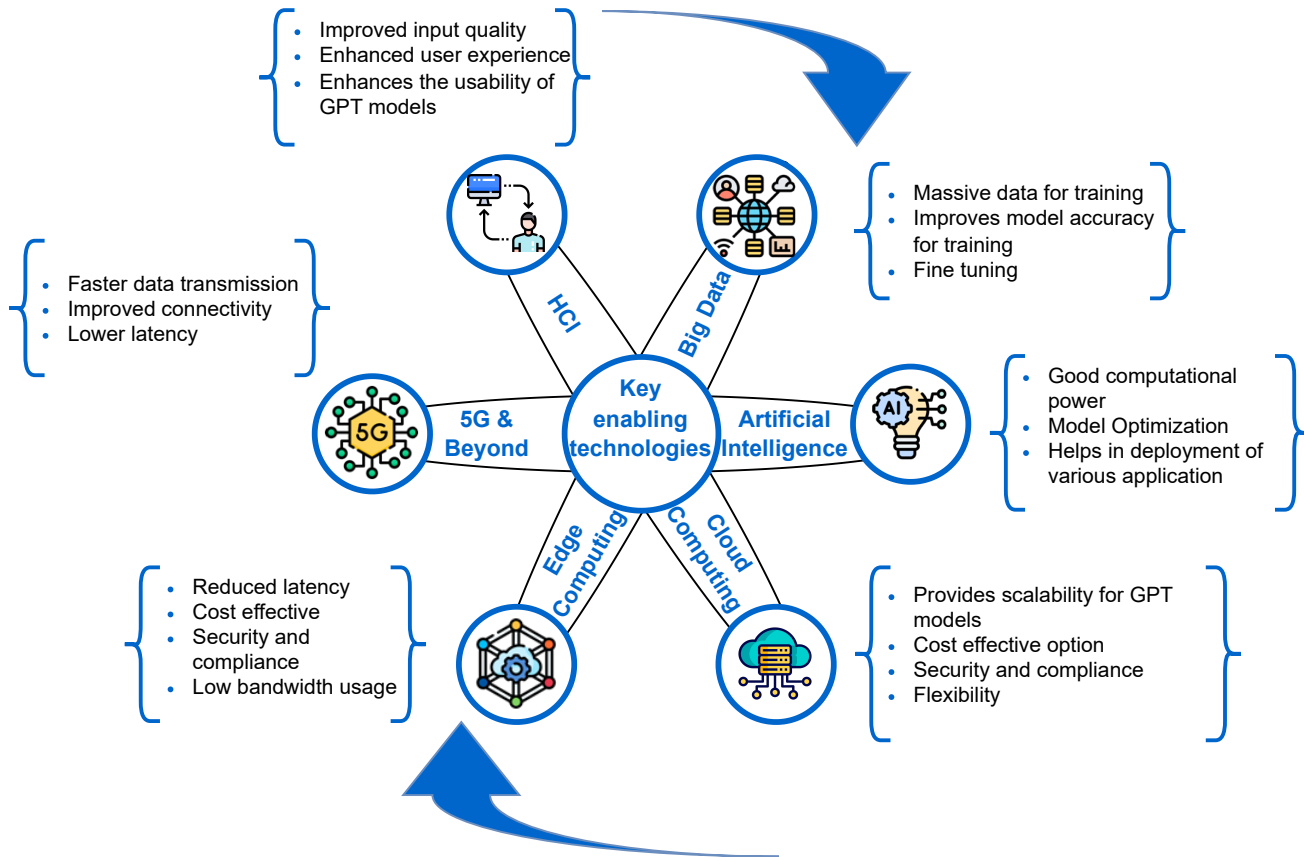 • Improved input quality
• Enhanced user experience
• Enhances the usability of
GPT models
• Massive data for training
• Improves model accuracy
for training
• Fine tuning
• Faster data transmission
• Improved connectivity
• Lower latency
HCI
Big Data
• Good computational
power
• Model Optimization
• Helps in deployment of
various application
5G
5G &
Beyond
Key
enabling
technologies
Artificial
Intelligence
AI
Edge
Computing
Cloud
Computing
• Reduced latency
• Cost effective
• Security and
compliance
• Low bandwidth usage
• Provides scalability for GPT
models
• Cost effective option
• Security and compliance
• Flexibility